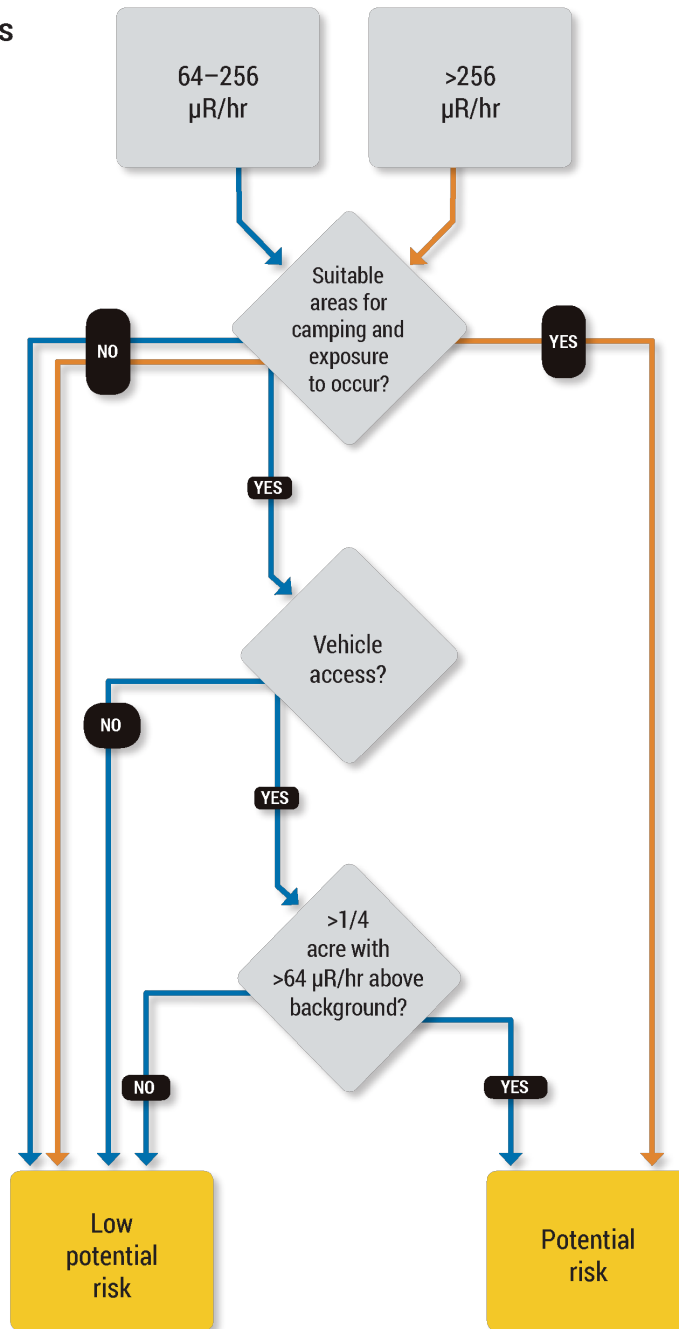 s
64–256
µR/hr
>256
µR/hr
Suitable
areas for
camping and
exposure
to occur?
NO
YES
YES
Vehicle
access?
NO
YES
>1/4
acre with
>64 µR/hr above
background?
NO
YES
Low
potential
risk
Potential
risk